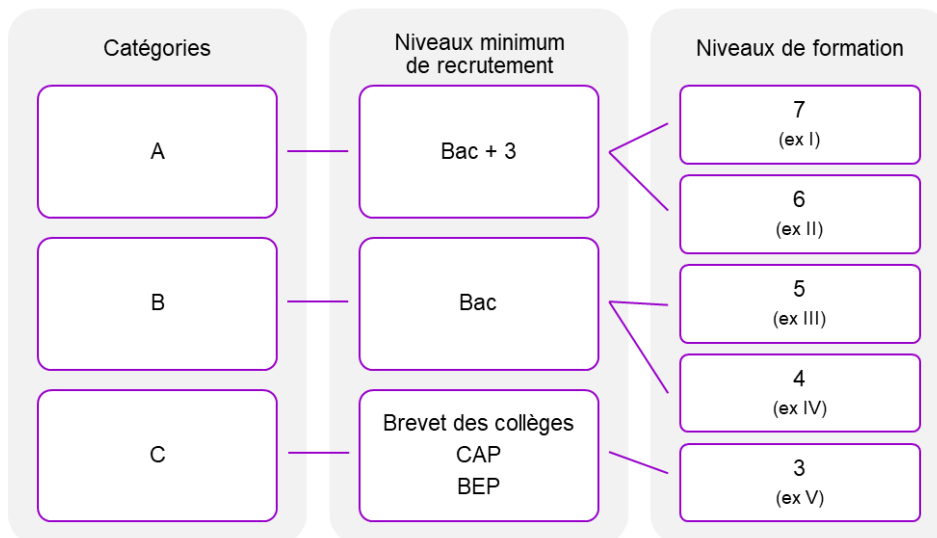 Catégories
Niveaux minimum
de recrutement
Niveaux de formation
A
Bac + 3
7
(ex I)
6
(ex II)
B
Bac
5
(ex III)
4
(ex IV)
C
Brevet des collèges
CAP
BEP
3
(ex V)